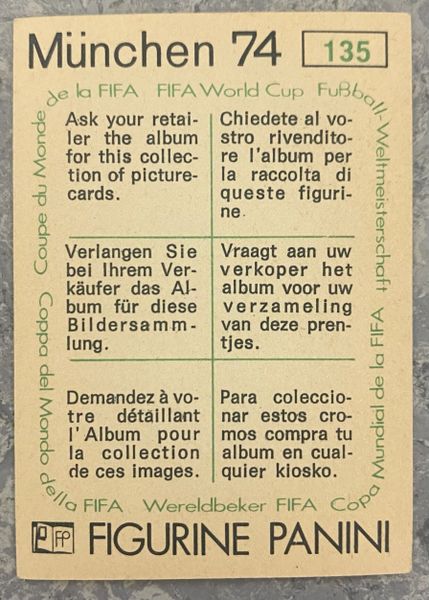 München 74 135
de la FIFA FIFA World Cup Fußball-Weltmeisterschaft
Ask your retai-
ler the album
for this collec-
tion of picture-
cards.
Chiedete al vo-
stro rivendito-
re l'album per
la raccolta di
queste figuri-
ne.
Verlangen Sie
bei Ihrem Ver-
käufer das Al-
bum für diese
Bildersamm-
lung.
Vraagt aan uw
verkoper het
album voor uw
verzameling
van deze pren-
tjes.
Demandez à vo-
tre détaillant
l'Album pour
la collection
de ces images.
Para coleccio-
nar estos cro-
mos compra tu
album en cual-
quier kiosko.
Coupe du Monde
Coppa del Mondo
Copa Mundial de la FIFA
della FIFA Wereldbeker FIFA
FP FIGURINE PANINI